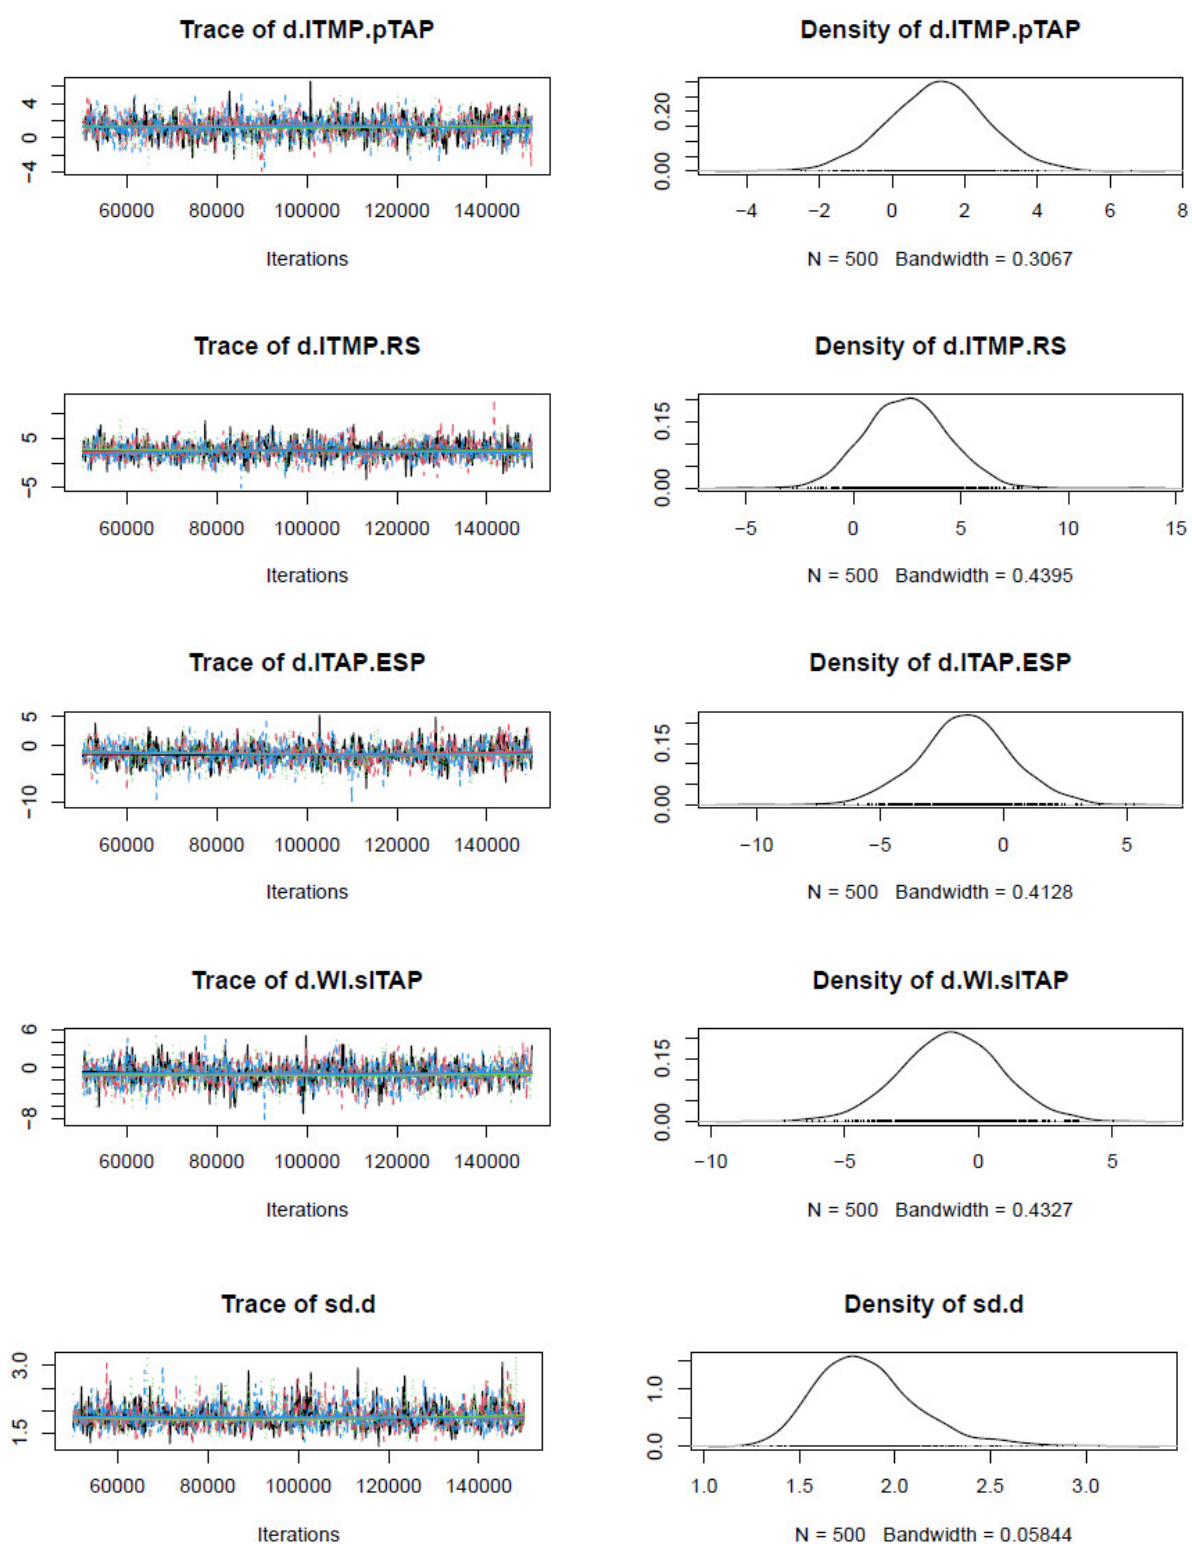 Trace of d.ITMP.pTAP
Density of d.ITMP.pTAP
4
0
−4
60000 80000 100000 120000 140000
Iterations
0.20
0.00
−4 −2 0 2 4 6 8
N = 500 Bandwidth = 0.3067
Trace of d.ITMP.RS
Density of d.ITMP.RS
5
−5
60000 80000 100000 120000 140000
Iterations
0.15
0.00
−5 0 5 10 15
N = 500 Bandwidth = 0.4395
Trace of d.ITAP.ESP
Density of d.ITAP.ESP
5
0
−10
60000 80000 100000 120000 140000
Iterations
0.15
0.00
−10 −5 0 5
N = 500 Bandwidth = 0.4128
Trace of d.WI.sITAP
Density of d.WI.sITAP
6
0
−8
60000 80000 100000 120000 140000
Iterations
0.15
0.00
−10 −5 0 5
N = 500 Bandwidth = 0.4327
Trace of sd.d
Density of sd.d
3.0
1.5
60000 80000 100000 120000 140000
Iterations
1.0
0.0
1.0 1.5 2.0 2.5 3.0
N = 500 Bandwidth = 0.05844